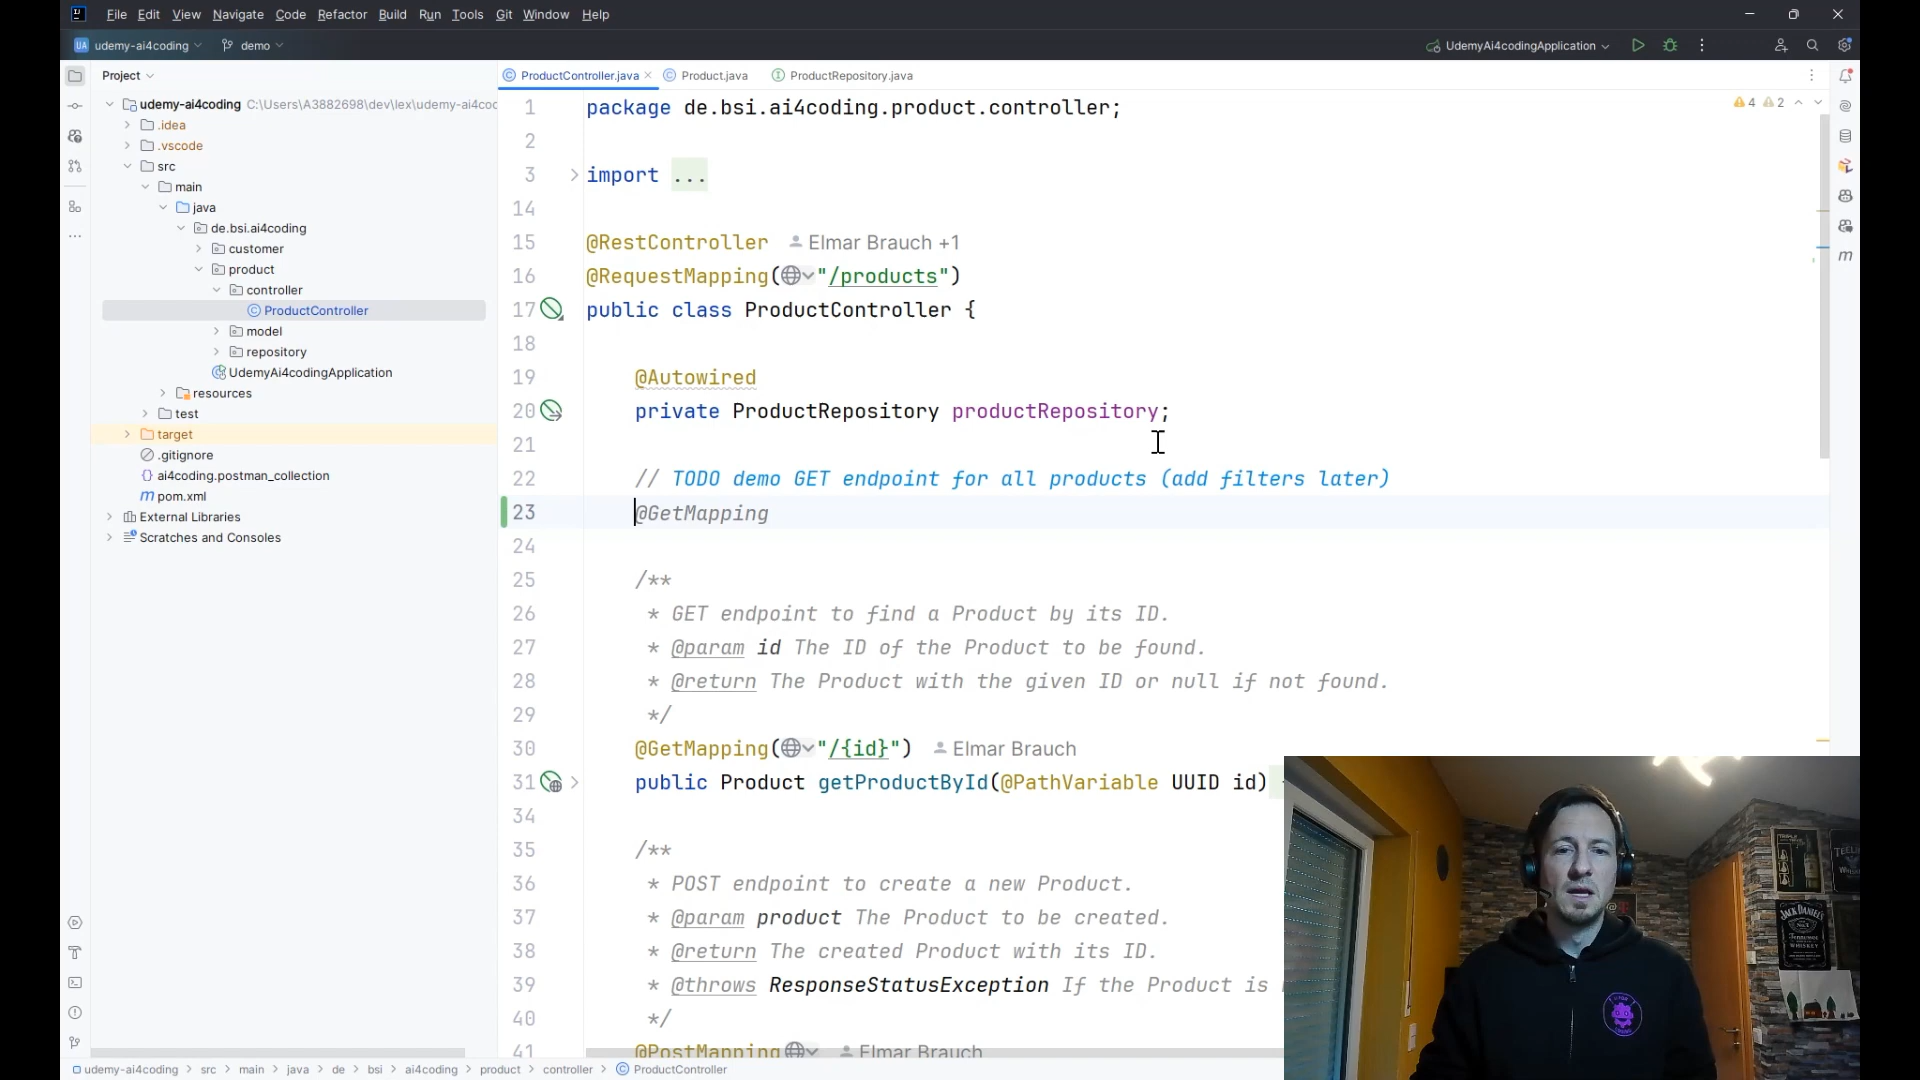 File Edit View Navigate Code Refactor Build Run Tools Git Window Help
UA udemy-ai4coding demo UdemyAi4codingApplication
Project
udemy-ai4coding C:\Users\A3882698\dev\lex\udemy-ai4coc
.idea
.vscode
src
main
java
de.bsi.ai4coding
customer
product
controller
ProductController
model
repository
UdemyAi4codingApplication
resources
test
target
.gitignore
ai4coding.postman_collection
pom.xml
External Libraries
Scratches and Consoles
ProductController.java Product.java ProductRepository.java
4 2
1 package de.bsi.ai4coding.product.controller;
2
3 import ...
14
15 @RestController Elmar Brauch +1
16 @RequestMapping("/products")
17 public class ProductController {
18
19 @Autowired
20 private ProductRepository productRepository;
21
22 // TODO demo GET endpoint for all products (add filters later)
23 @GetMapping
24
25 /**
26 * GET endpoint to find a Product by its ID.
27 * @param id The ID of the Product to be found.
28 * @return The Product with the given ID or null if not found.
29 */
30 @GetMapping("/{id}") Elmar Brauch
31 public Product getProductById(@PathVariable UUID id)
34
35 /**
36 * POST endpoint to create a new Product.
37 * @param product The Product to be created.
38 * @return The created Product with its ID.
39 * @throws ResponseStatusException If the Product is
40 */
41 @PostMapping Elmar Brauch
JACK DANIEL'S
udemy-ai4coding > src > main > java > de > bsi > ai4coding > product > controller > ProductController